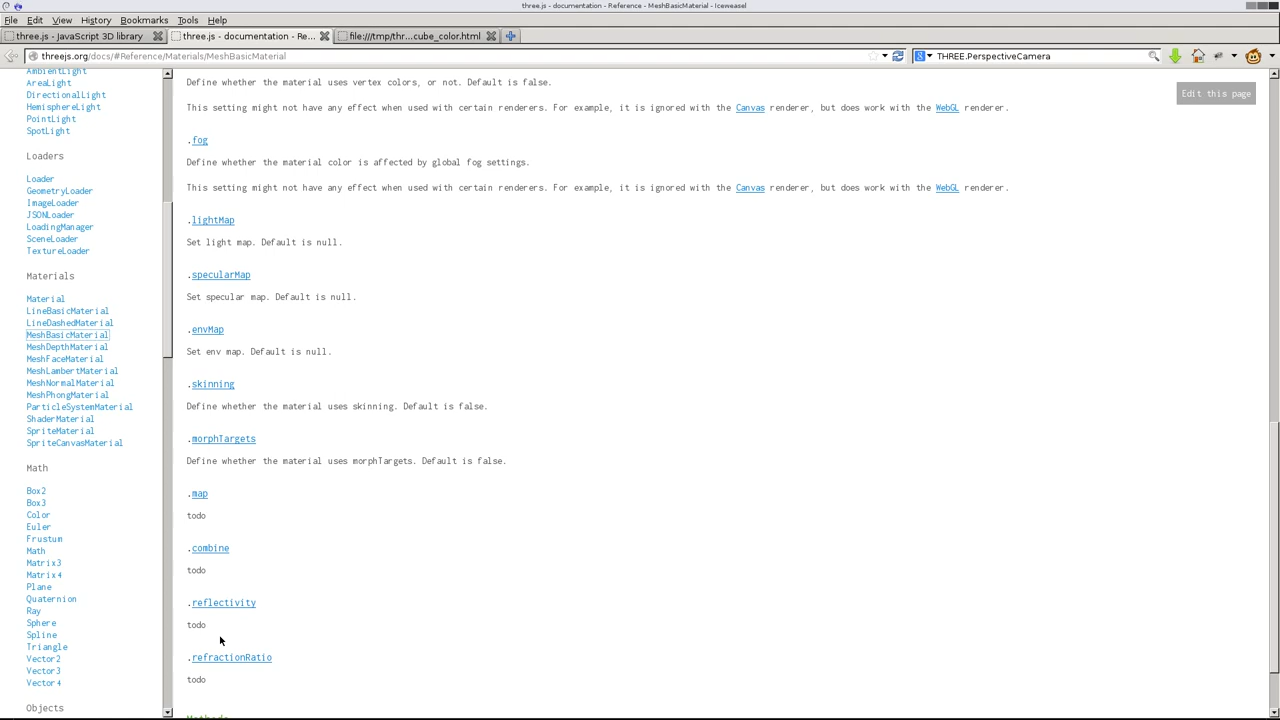 three.js - documentation - Reference - MeshBasicMaterial - Iceweasel
File Edit View History Bookmarks Tools Help
three.js - JavaScript 3D library
three.js - documentation - Re...
file:///tmp/thr...cube_color.html
threejs.org/docs/#Reference/Materials/MeshBasicMaterial
THREE.PerspectiveCamera
AmbientLight
AreaLight
DirectionalLight
HemisphereLight
PointLight
SpotLight
Loaders
Loader
GeometryLoader
ImageLoader
JSONLoader
LoadingManager
SceneLoader
TextureLoader
Materials
Material
LineBasicMaterial
LineDashedMaterial
MeshBasicMaterial
MeshDepthMaterial
MeshFaceMaterial
MeshLambertMaterial
MeshNormalMaterial
MeshPhongMaterial
ParticleSystemMaterial
ShaderMaterial
SpriteMaterial
SpriteCanvasMaterial
Math
Box2
Box3
Color
Euler
Frustum
Math
Matrix3
Matrix4
Plane
Quaternion
Ray
Sphere
Spline
Triangle
Vector2
Vector3
Vector4
Objects
Define whether the material uses vertex colors, or not. Default is false.
Edit this page
This setting might not have any effect when used with certain renderers. For example, it is ignored with the Canvas renderer, but does work with the WebGL renderer.
.fog
Define whether the material color is affected by global fog settings.
This setting might not have any effect when used with certain renderers. For example, it is ignored with the Canvas renderer, but does work with the WebGL renderer.
.lightMap
Set light map. Default is null.
.specularMap
Set specular map. Default is null.
.envMap
Set env map. Default is null.
.skinning
Define whether the material uses skinning. Default is false.
.morphTargets
Define whether the material uses morphTargets. Default is false.
.map
todo
.combine
todo
.reflectivity
todo
.refractionRatio
todo
Methods